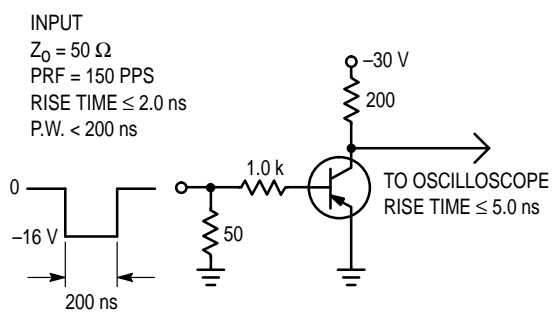 INPUT
Zo = 50 Ω
PRF = 150 PPS
RISE TIME ≤ 2.0 ns
P.W. < 200 ns
–30 V
200
1.0 k
TO OSCILLOSCOPE
RISE TIME ≤ 5.0 ns
0
50
–16 V
200 ns